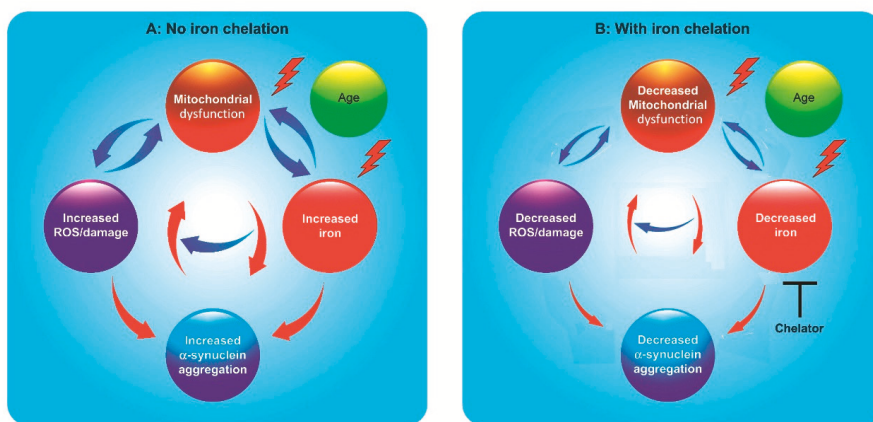 A: No iron chelation
Mitochondrial
dysfunction
Age
Increased
ROS/damage
Increased
iron
Increased
α-synuclein
aggregation
B: With iron chelation
Decreased
Mitochondrial
dysfunction
Age
Decreased
ROS/damage
Decreased
iron
Chelator
Decreased
α-synuclein
aggregation